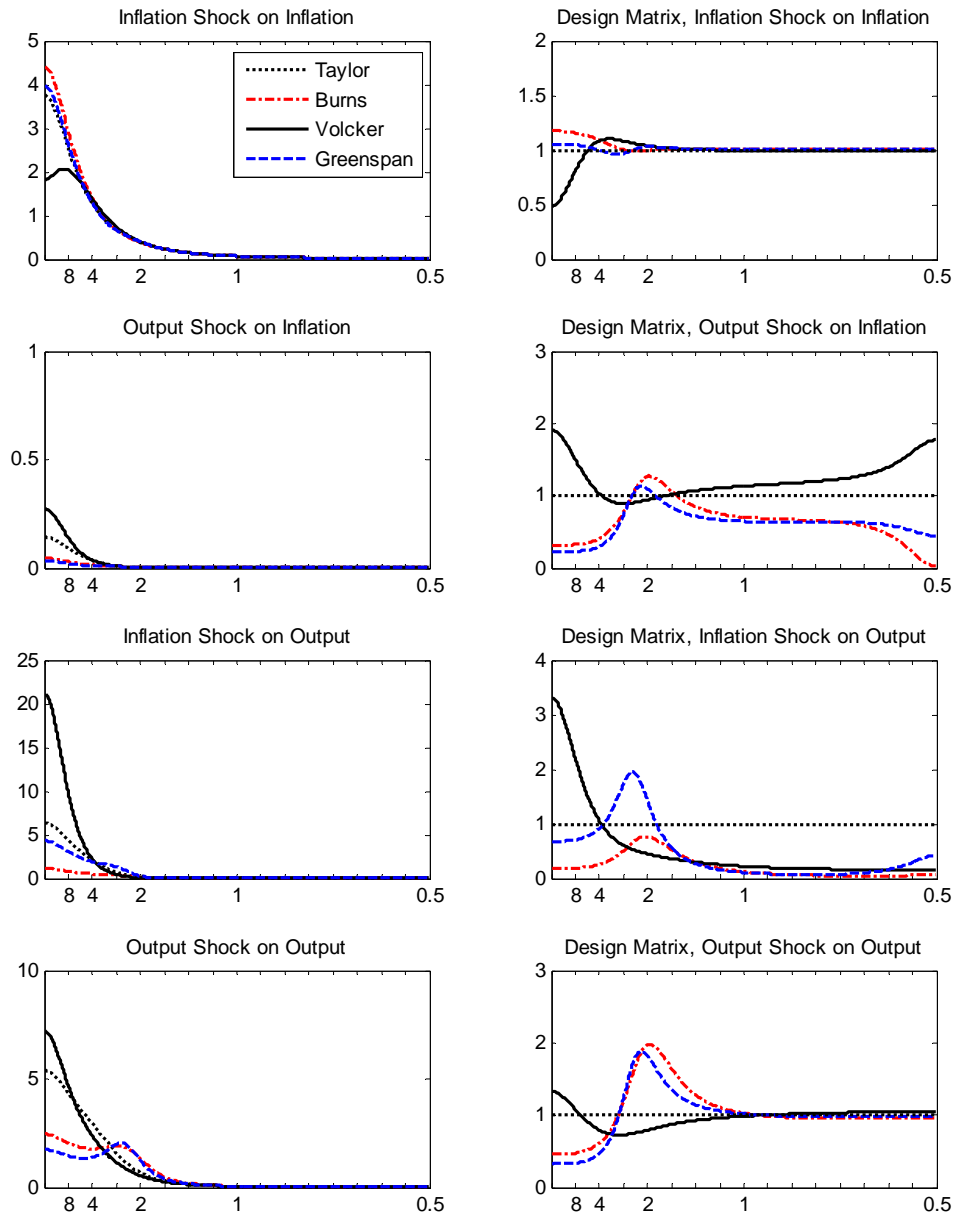 Inflation Shock on Inflation
5
4
3
2
1
0
8 4 2 1 0.5
Taylor
Burns
Volcker
Greenspan
Design Matrix, Inflation Shock on Inflation
2
1.5
1
0.5
0
8 4 2 1 0.5
Output Shock on Inflation
1
0.5
0
8 4 2 1 0.5
Design Matrix, Output Shock on Inflation
3
2
1
0
8 4 2 1 0.5
Inflation Shock on Output
25
20
15
10
5
0
8 4 2 1 0.5
Design Matrix, Inflation Shock on Output
4
3
2
1
0
8 4 2 1 0.5
Output Shock on Output
10
5
0
8 4 2 1 0.5
Design Matrix, Output Shock on Output
3
2
1
0
8 4 2 1 0.5